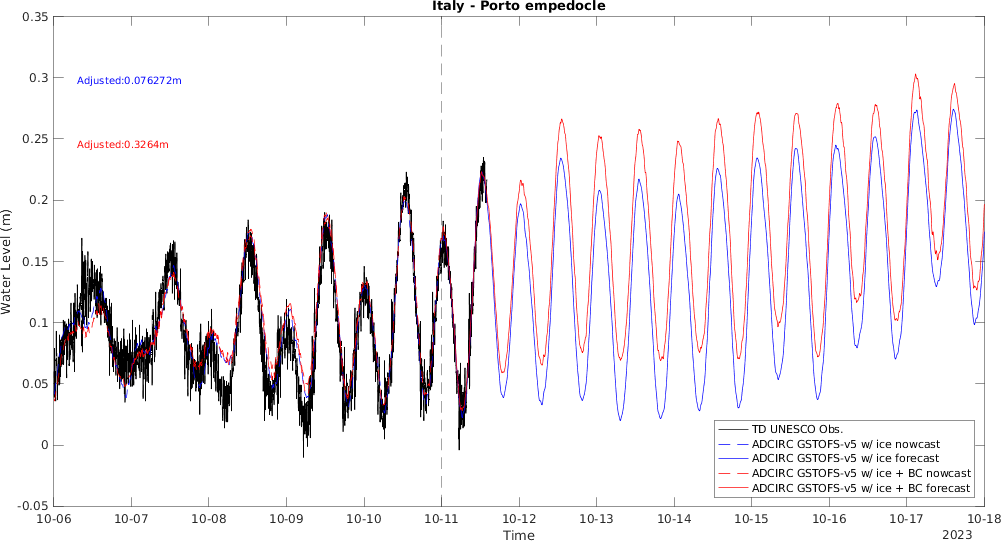 Italy - Porto empedocle
0.35
0.3
0.25
0.2
0.15
0.1
0.05
0
-0.05
Water Level (m)
Adjusted:0.076272m
Adjusted:0.3264m
TD UNESCO Obs.
ADCIRC GSTOFS-v5 w/ ice nowcast
ADCIRC GSTOFS-v5 w/ ice forecast
ADCIRC GSTOFS-v5 w/ ice + BC nowcast
ADCIRC GSTOFS-v5 w/ ice + BC forecast
10-06 10-07 10-08 10-09 10-10 10-11 10-12 10-13 10-14 10-15 10-16 10-17 10-18
Time
2023